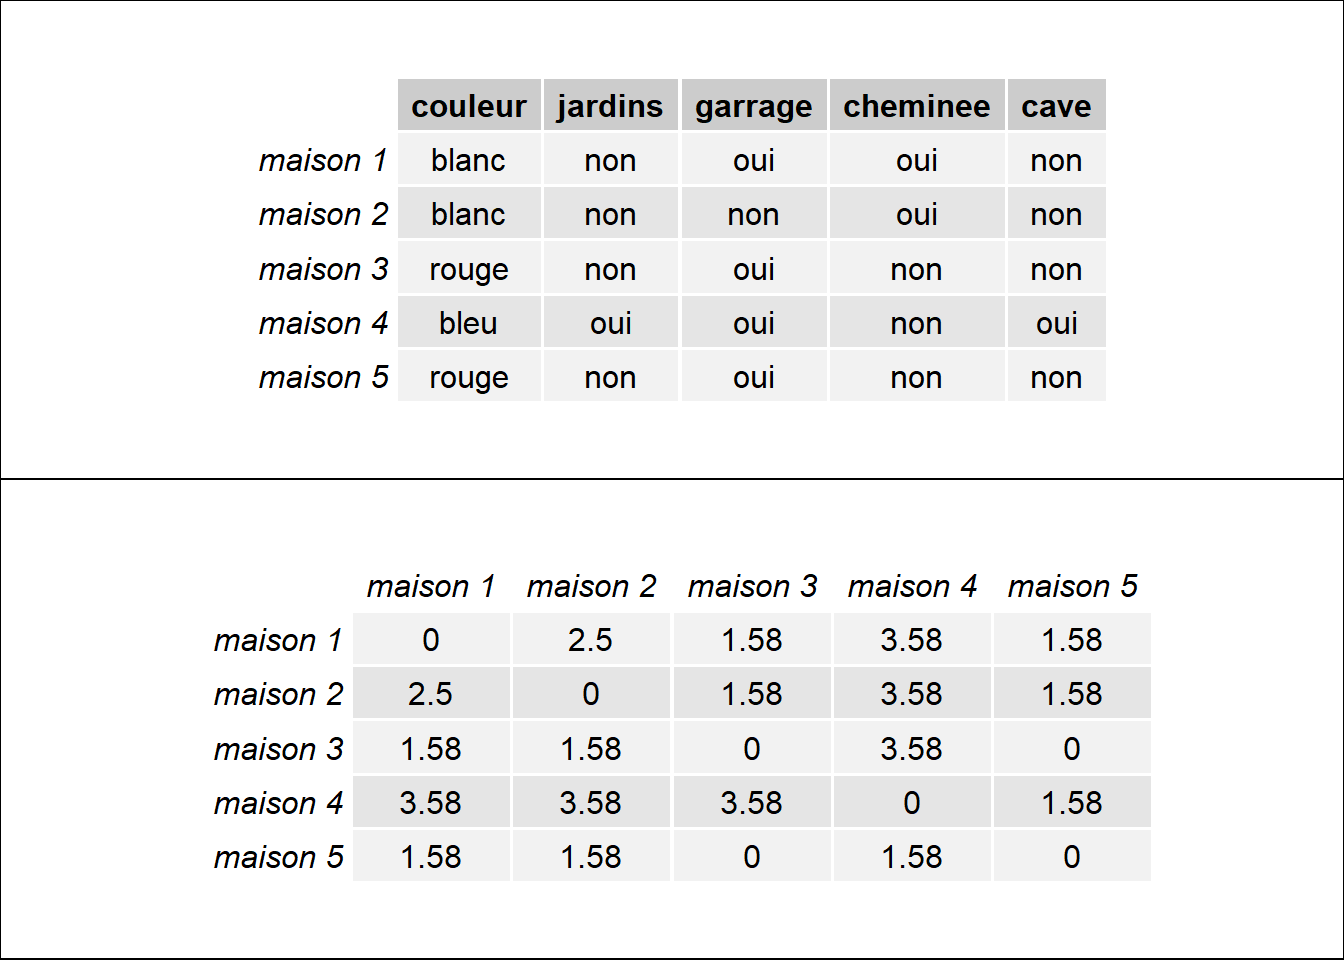 couleur jardins garrage cheminee cave
maison 1 blanc non oui oui non
maison 2 blanc non non oui non
maison 3 rouge non oui non non
maison 4 bleu oui oui non oui
maison 5 rouge non oui non non
maison 1 maison 2 maison 3 maison 4 maison 5
maison 1 0 2.5 1.58 3.58 1.58
maison 2 2.5 0 1.58 3.58 1.58
maison 3 1.58 1.58 0 3.58 0
maison 4 3.58 3.58 3.58 0 1.58
maison 5 1.58 1.58 0 1.58 0